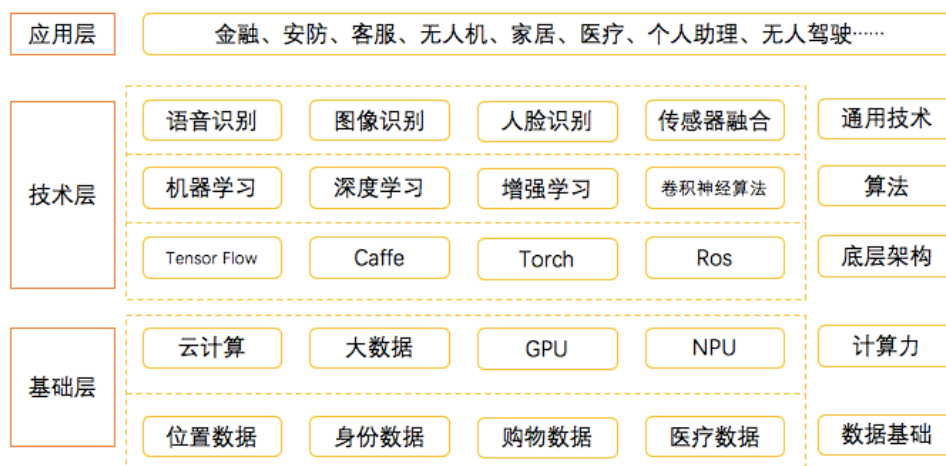 应用层
金融、安防、客服、无人机、家居、医疗、个人助理、无人驾驶……
技术层
语音识别 图像识别 人脸识别 传感器融合 通用技术
机器学习 深度学习 增强学习 卷积神经算法 算法
Tensor Flow Caffe Torch Ros 底层架构
基础层
云计算 大数据 GPU NPU 计算力
位置数据 身份数据 购物数据 医疗数据 数据基础